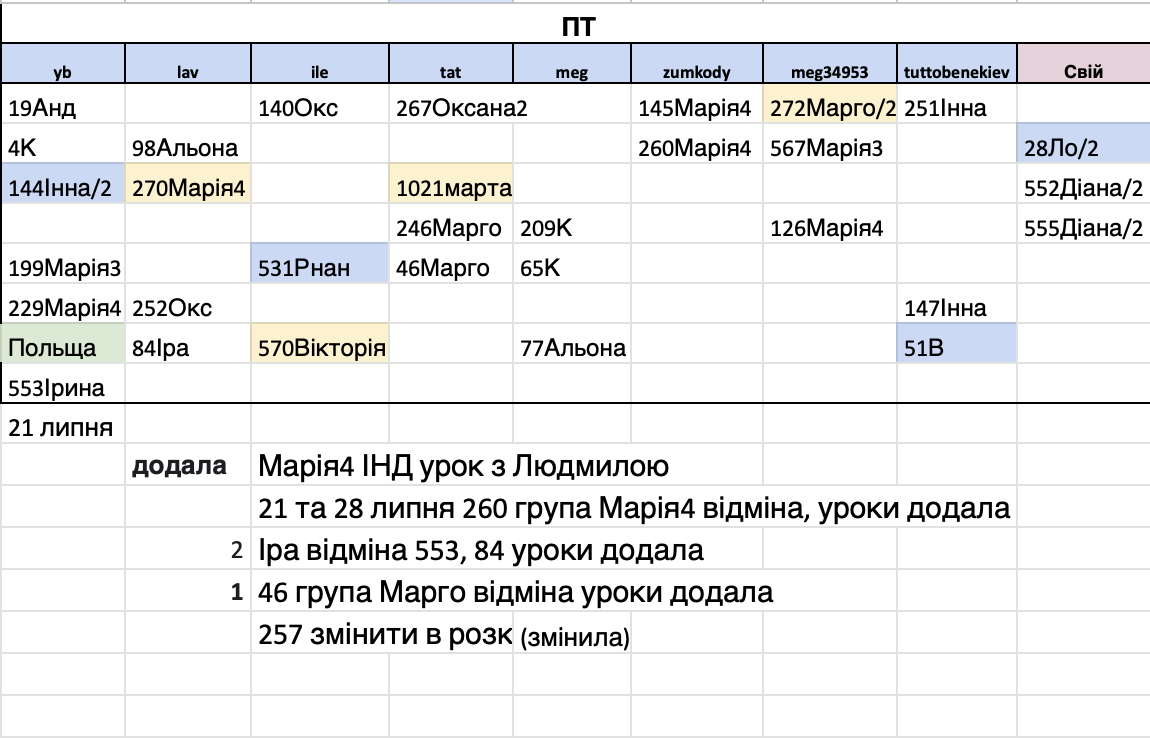 ПТ
yb lav ile tat meg zumkody meg34953 tuttobenekiev Свій
19Анд 140Окс 267Оксана2 145Марія4 272Марго/2 251Інна
4К 98Альона 260Марія4 567Марія3 28Ло/2
144Інна/2 270Марія4 1021марта 552Діана/2
246Марго 209К 126Марія4 555Діана/2
199Марія3 531Рнан 46Марго 65К
229Марія4 252Окс 147Інна
Польща 84Іра 570Вікторія 77Альона 51В
553Ірина
21 липня
додала Марія4 ІНД урок з Людмилою
21 та 28 липня 260 група Марія4 відміна, уроки додала
2 Іра відміна 553, 84 уроки додала
1 46 група Марго відміна уроки додала
257 змінити в розк (змінила)